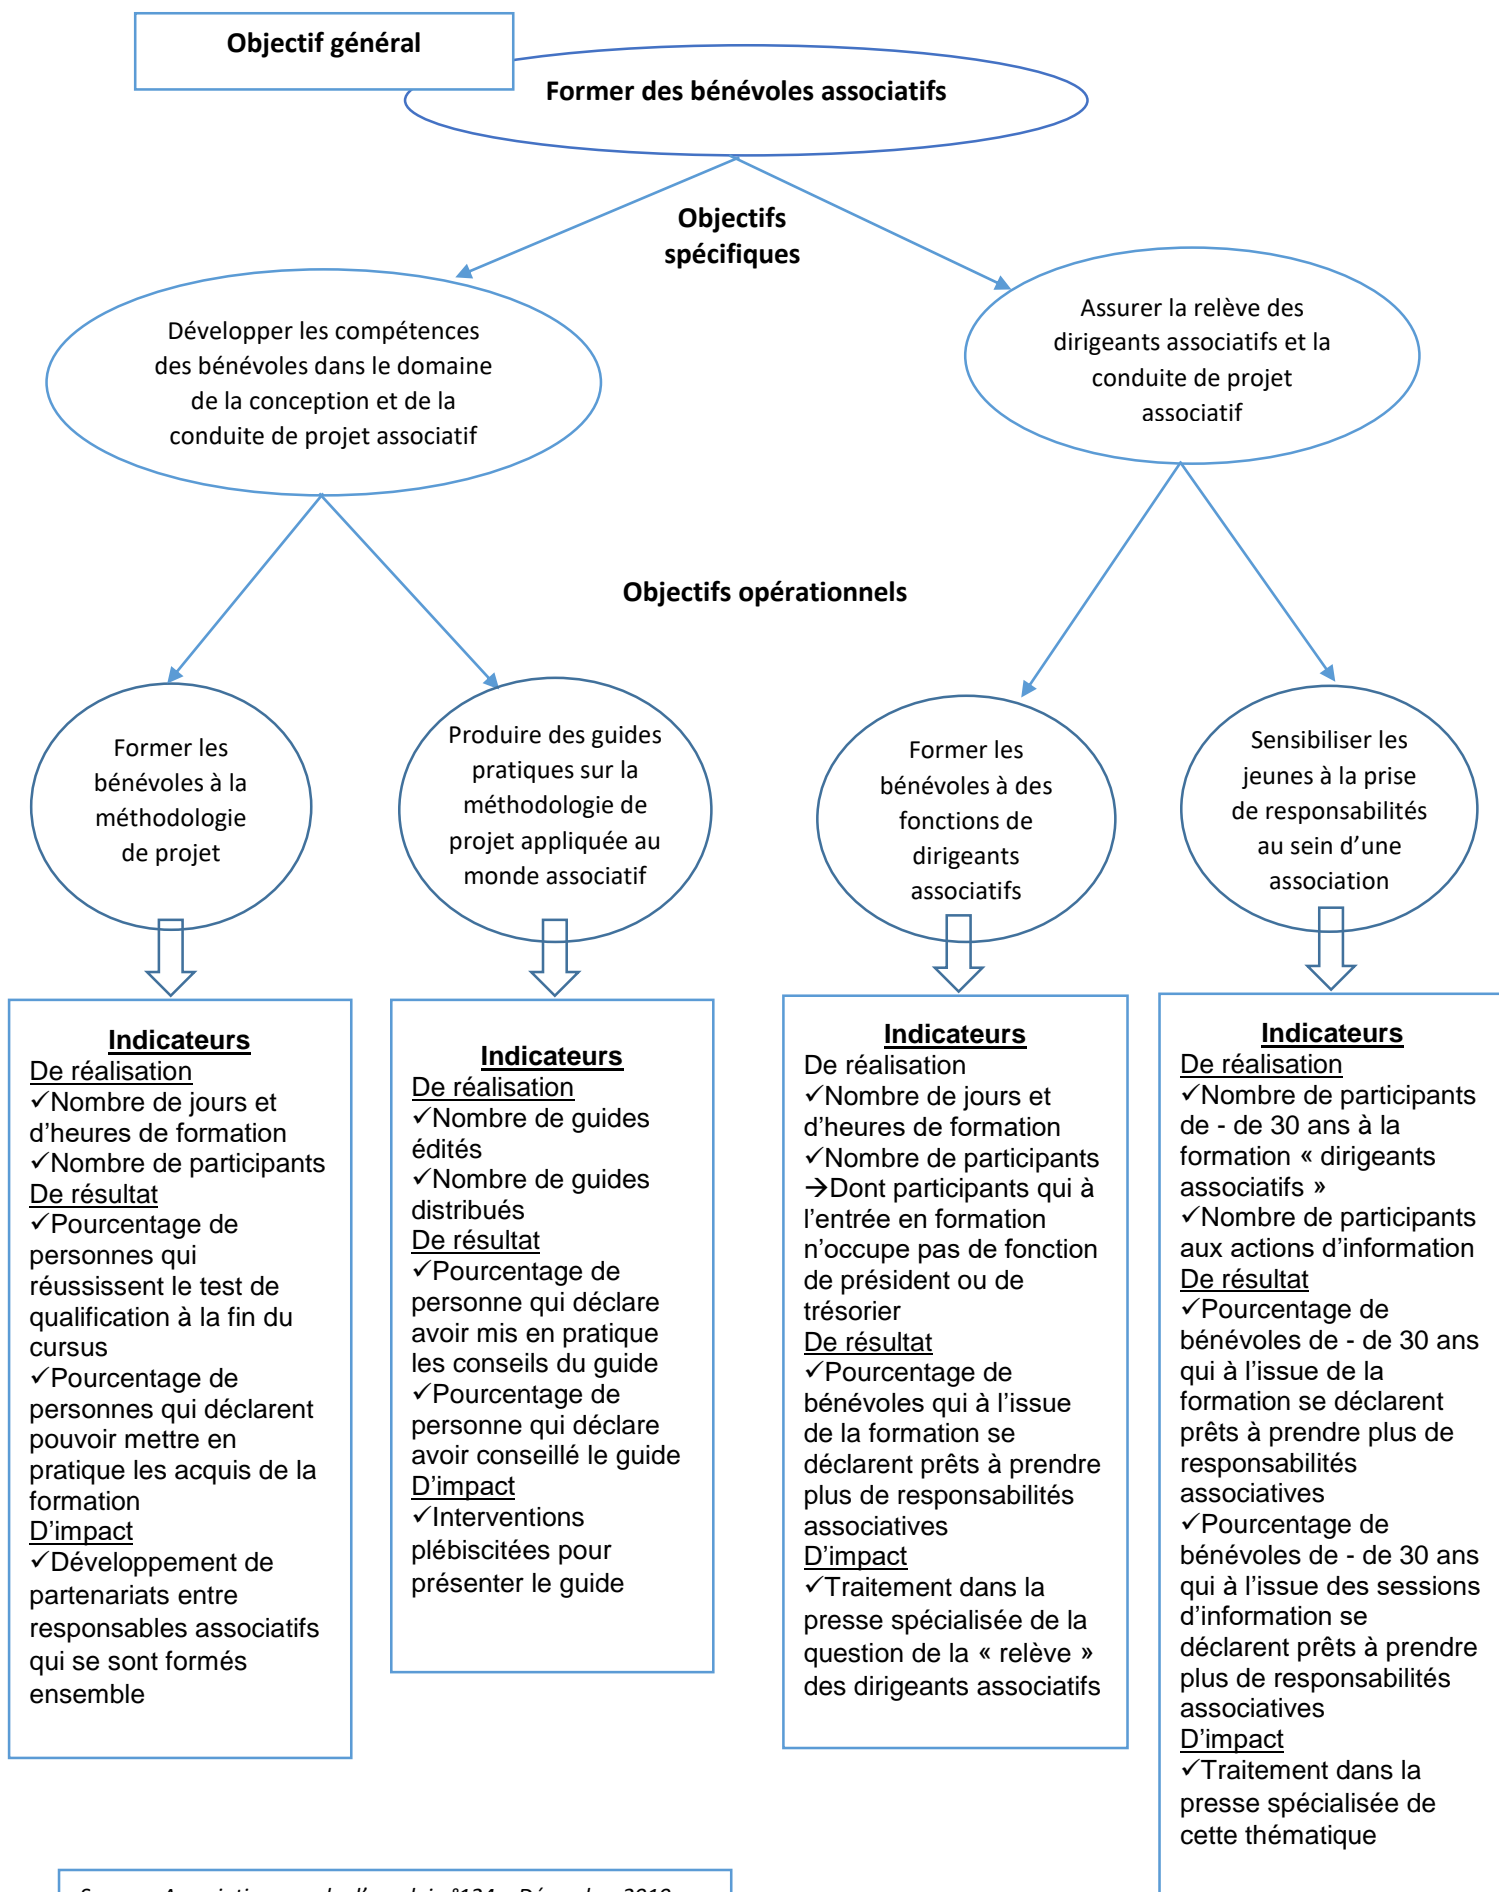 Objectif général
Former des bénévoles associatifs
Objectifs
spécifiques
Développer les compétences
des bénévoles dans le domaine
de la conception et de la
conduite de projet associatif
Assurer la relève des
dirigeants associatifs et la
conduite de projet
associatif
Objectifs opérationnels
Former les
bénévoles à la
méthodologie
de projet
Produire des guides
pratiques sur la
méthodologie de
projet appliquée au
monde associatif
Former les
bénévoles à des
fonctions de
dirigeants
associatifs
Sensibiliser les
jeunes à la prise
de responsabilités
au sein d’une
association
Indicateurs
De réalisation
✓Nombre de jours et
d’heures de formation
✓Nombre de participants
De résultat
✓Pourcentage de
personnes qui
réussissent le test de
qualification à la fin du
cursus
✓Pourcentage de
personnes qui déclarent
pouvoir mettre en
pratique les acquis de la
formation
D’impact
✓Développement de
partenariats entre
responsables associatifs
qui se sont formés
ensemble
Indicateurs
De réalisation
✓Nombre de guides
édités
✓Nombre de guides
distribués
De résultat
✓Pourcentage de
personne qui déclare
avoir mis en pratique
les conseils du guide
✓Pourcentage de
personne qui déclare
avoir conseillé le guide
D’impact
✓Interventions
plébiscitées pour
présenter le guide
Indicateurs
De réalisation
✓Nombre de jours et
d’heures de formation
✓Nombre de participants
→Dont participants qui à
l’entrée en formation
n’occupe pas de fonction
de président ou de
trésorier
De résultat
✓Pourcentage de
bénévoles qui à l’issue
de la formation se
déclarent prêts à prendre
plus de responsabilités
associatives
D’impact
✓Traitement dans la
presse spécialisée de la
question de la « relève »
des dirigeants associatifs
Indicateurs
De réalisation
✓Nombre de participants
de - de 30 ans à la
formation « dirigeants
associatifs »
✓Nombre de participants
aux actions d’information
De résultat
✓Pourcentage de
bénévoles de - de 30 ans
qui à l’issue de la
formation se déclarent
prêts à prendre plus de
responsabilités
associatives
✓Pourcentage de
bénévoles de - de 30 ans
qui à l’issue des sessions
d’information se
déclarent prêts à prendre
plus de responsabilités
associatives
D’impact
✓Traitement dans la
presse spécialisée de
cette thématique